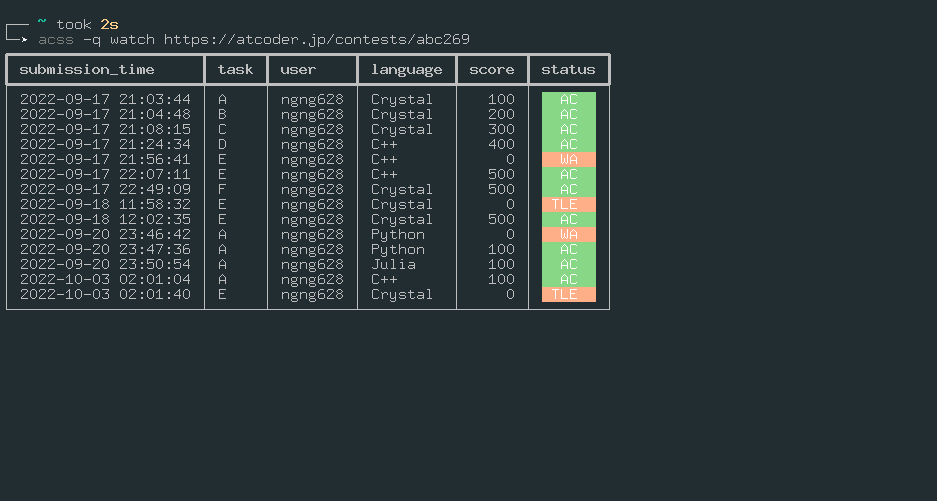 ~ took 2s
acss -q watch https://atcoder.jp/contests/abc269
submission_time task user language score status
2022-09-17 21:03:44 A ngng628 Crystal 100 AC
2022-09-17 21:04:48 B ngng628 Crystal 200 AC
2022-09-17 21:08:15 C ngng628 Crystal 300 AC
2022-09-17 21:24:34 D ngng628 C++ 400 AC
2022-09-17 21:56:41 E ngng628 C++ 0 WA
2022-09-17 22:07:11 E ngng628 C++ 500 AC
2022-09-17 22:49:09 F ngng628 Crystal 500 AC
2022-09-18 11:58:32 E ngng628 Crystal 0 TLE
2022-09-18 12:02:35 E ngng628 Crystal 500 AC
2022-09-20 23:46:42 A ngng628 Python 0 WA
2022-09-20 23:47:36 A ngng628 Python 100 AC
2022-09-20 23:50:54 A ngng628 Julia 100 AC
2022-10-03 02:01:04 A ngng628 C++ 100 AC
2022-10-03 02:01:40 E ngng628 Crystal 0 TLE